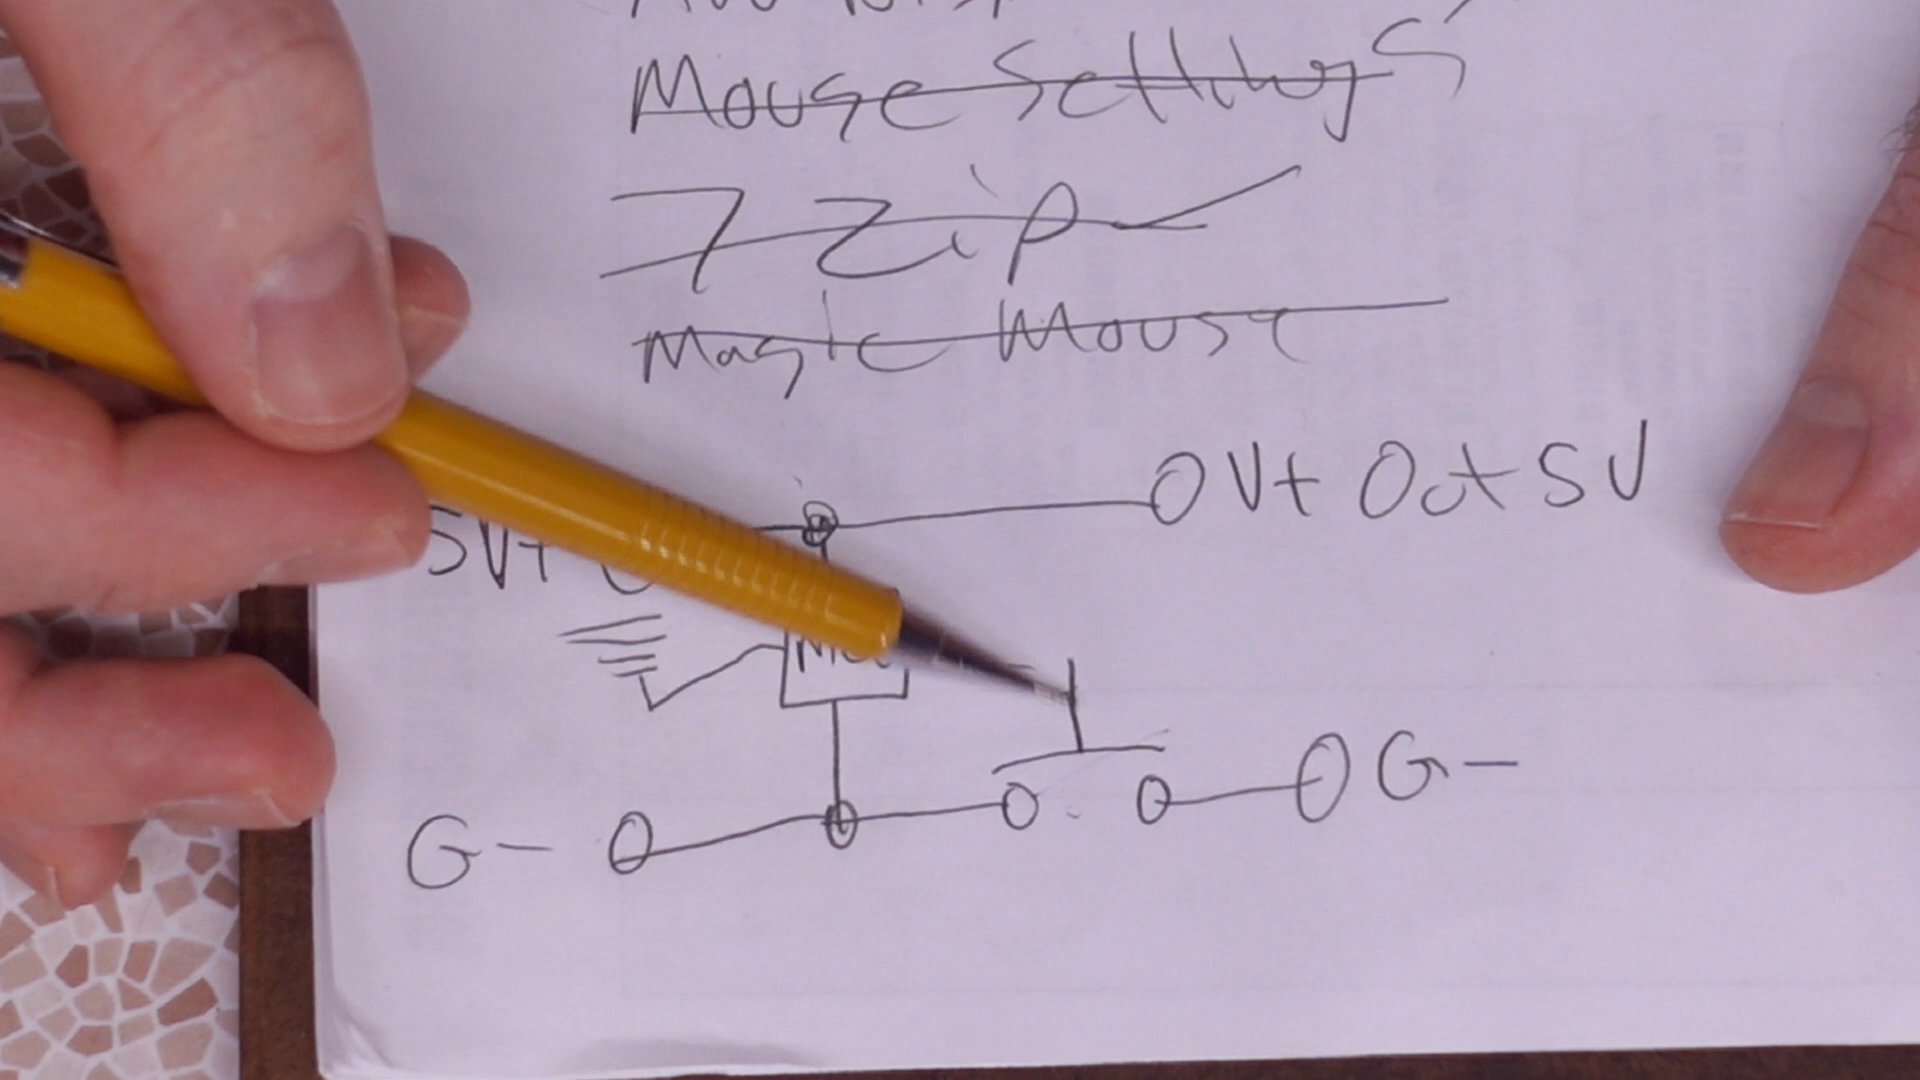 Mouse Settings
7 Zip
Magic Mouse
5V+ V+ Out 5V
G- G-